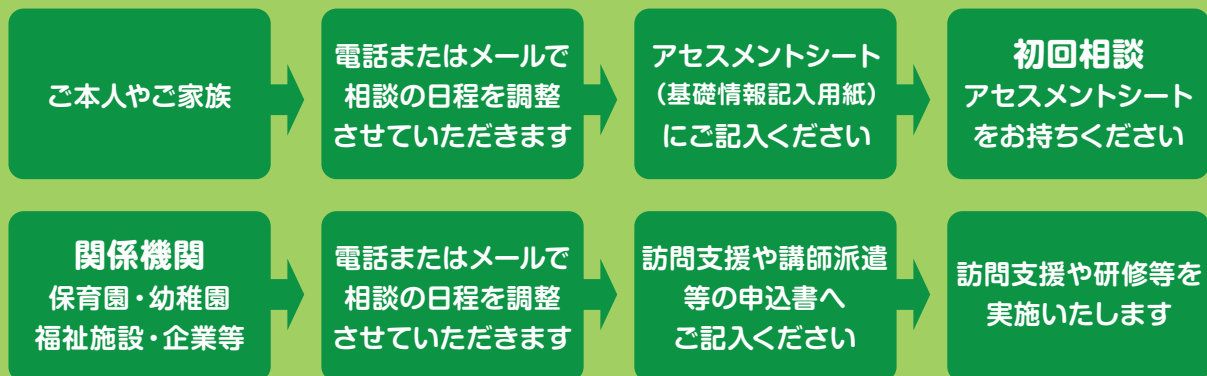 ご本人やご家族
電話またはメールで
相談の日程を調整
させていただきます
アセスメントシート
（基礎情報記入用紙）
にご記入ください
初回相談
アセスメントシート
をお持ちください
関係機関
保育園・幼稚園
福祉施設・企業等
電話またはメールで
相談の日程を調整
させていただきます
訪問支援や講師派遣
等の申込書へ
ご記入ください
訪問支援や研修等を
実施いたします